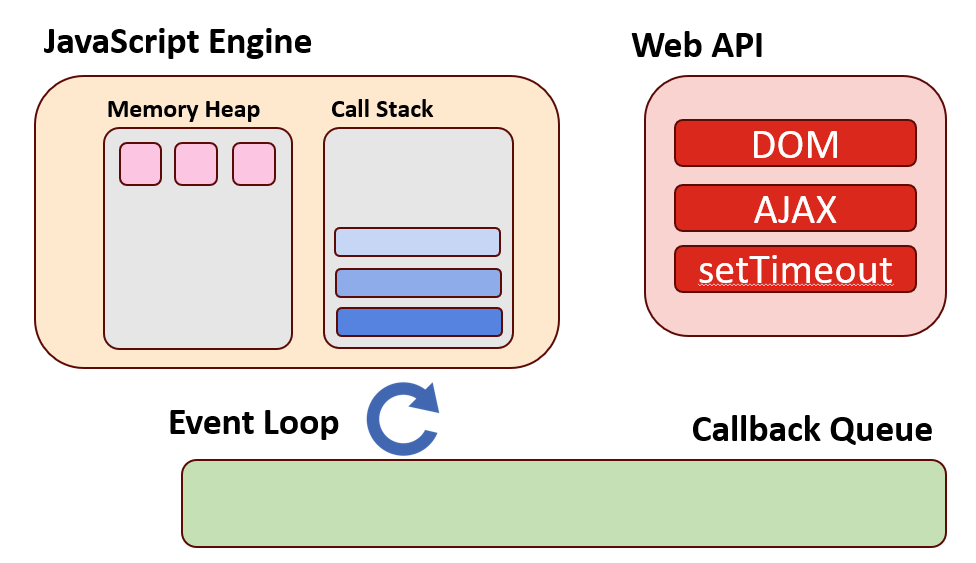 JavaScript Engine
Web API
Memory Heap
Call Stack
DOM
AJAX
setTimeout
Event Loop
Callback Queue